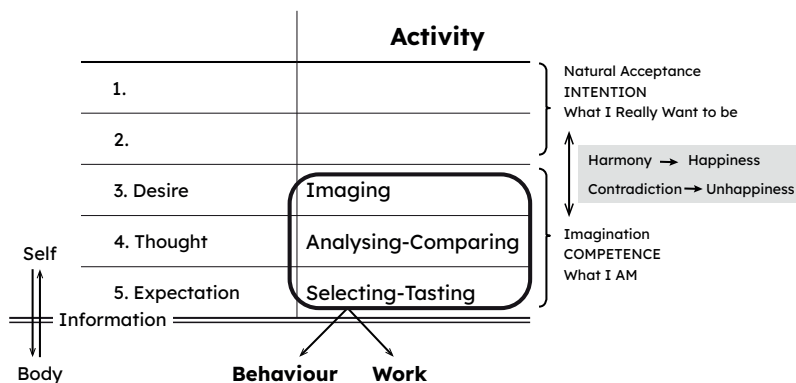 Activity
1.
2.
3. Desire Imaging
4. Thought Analysing-Comparing
5. Expectation Selecting-Tasting
Natural Acceptance
INTENTION
What I Really Want to be
Harmony → Happiness
Contradiction → Unhappiness
Imagination
COMPETENCE
What I AM
Self
Information
Body
Behaviour Work